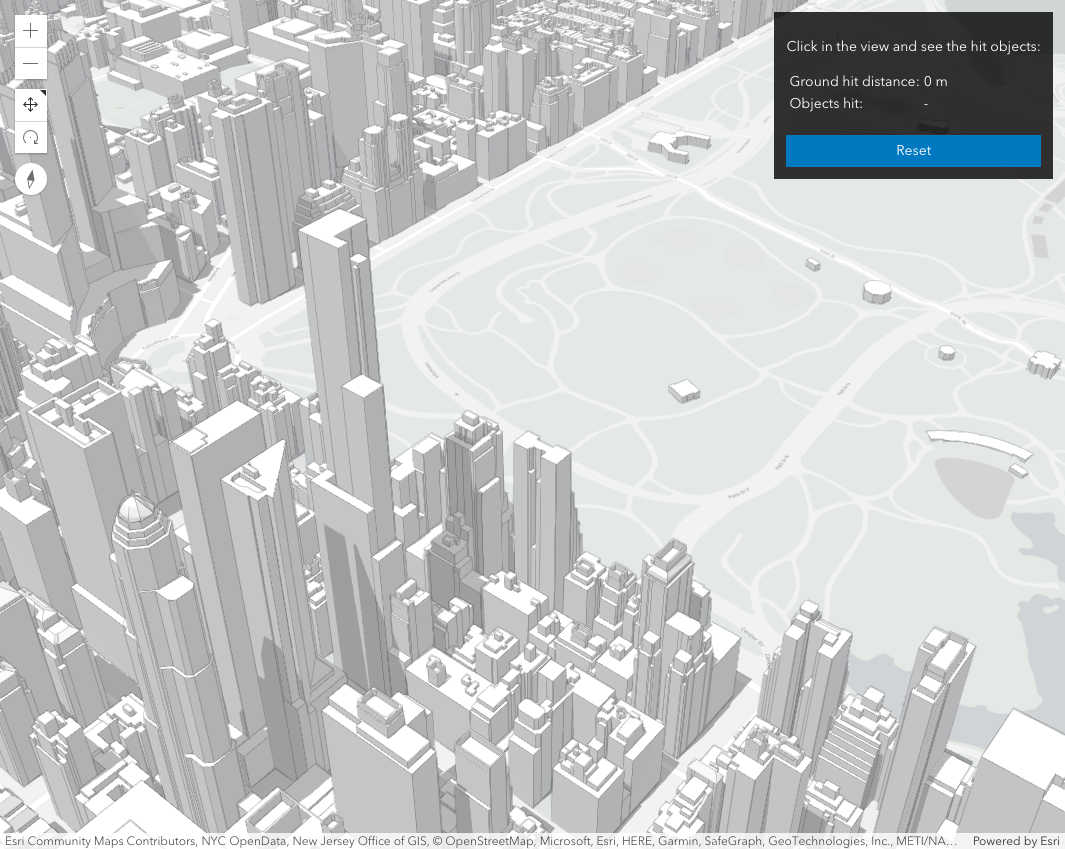 Click in the view and see the hit objects:
Ground hit distance: 0 m
Objects hit: -
Reset
Esri Community Maps Contributors, NYC OpenData, New Jersey Office of GIS, © OpenStreetMap, Microsoft, Esri, HERE, Garmin, SafeGraph, GeoTechnologies, Inc., METI/NA… Powered by Esri